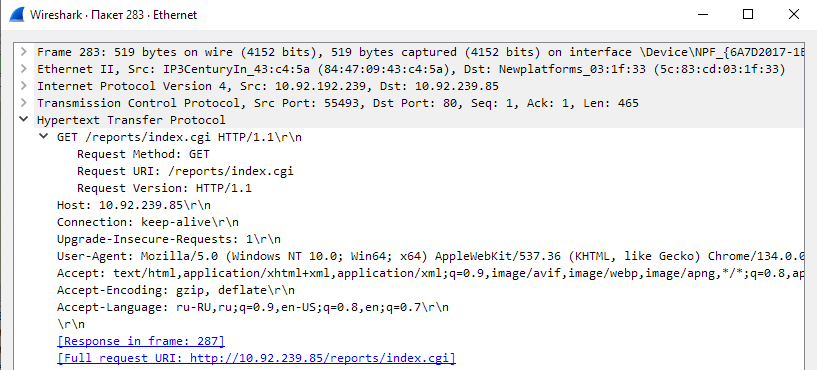 Wireshark · Пакет 283 · Ethernet
Frame 283: 519 bytes on wire (4152 bits), 519 bytes captured (4152 bits) on interface \Device\NPF_{6A7D2017-1E
Ethernet II, Src: IP3CenturyIn_43:c4:5a (84:47:09:43:c4:5a), Dst: Newplatforms_03:1f:33 (5c:83:cd:03:1f:33)
Internet Protocol Version 4, Src: 10.92.192.239, Dst: 10.92.239.85
Transmission Control Protocol, Src Port: 55493, Dst Port: 80, Seq: 1, Ack: 1, Len: 465
Hypertext Transfer Protocol
GET /reports/index.cgi HTTP/1.1\r\n
Request Method: GET
Request URI: /reports/index.cgi
Request Version: HTTP/1.1
Host: 10.92.239.85\r\n
Connection: keep-alive\r\n
Upgrade-Insecure-Requests: 1\r\n
User-Agent: Mozilla/5.0 (Windows NT 10.0; Win64; x64) AppleWebKit/537.36 (KHTML, like Gecko) Chrome/134.0.0
Accept: text/html,application/xhtml+xml,application/xml;q=0.9,image/avif,image/webp,image/apng,*/*;q=0.8,ap
Accept-Encoding: gzip, deflate\r\n
Accept-Language: ru-RU,ru;q=0.9,en-US;q=0.8,en;q=0.7\r\n
\r\n
[Response in frame: 287]
[Full request URI: http://10.92.239.85/reports/index.cgi]